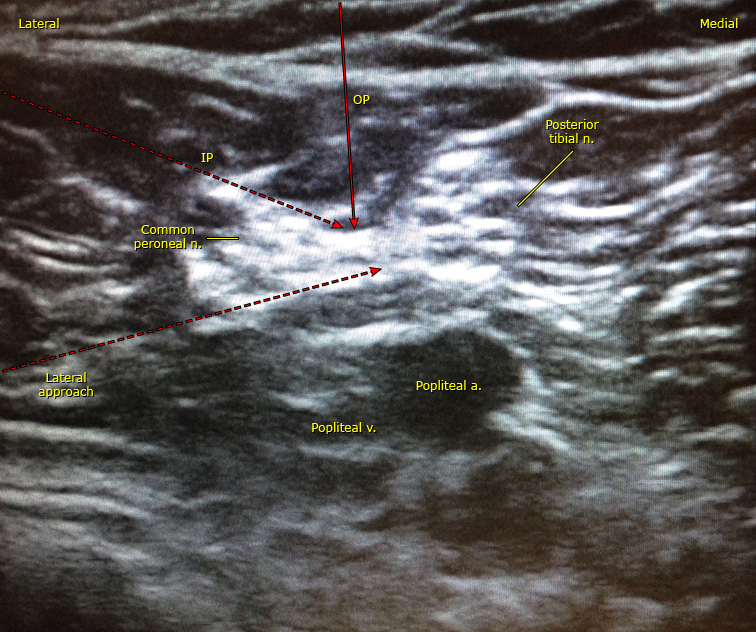 Lateral
Medial
OP
Posterior
tibial n.
IP
Common
peroneal n.
Lateral
approach
Popliteal a.
Popliteal v.